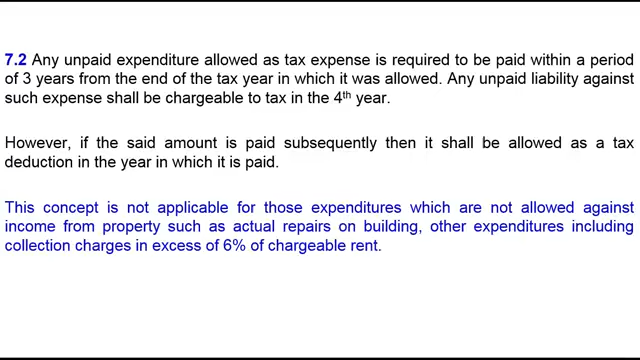 7.2 Any unpaid expenditure allowed as tax expense is required to be paid within a period
of 3 years from the end of the tax year in which it was allowed. Any unpaid liability against
such expense shall be chargeable to tax in the 4th year.
However, if the said amount is paid subsequently then it shall be allowed as a tax
deduction in the year in which it is paid.
This concept is not applicable for those expenditures which are not allowed against
income from property such as actual repairs on building, other expenditures including
collection charges in excess of 6% of chargeable rent.